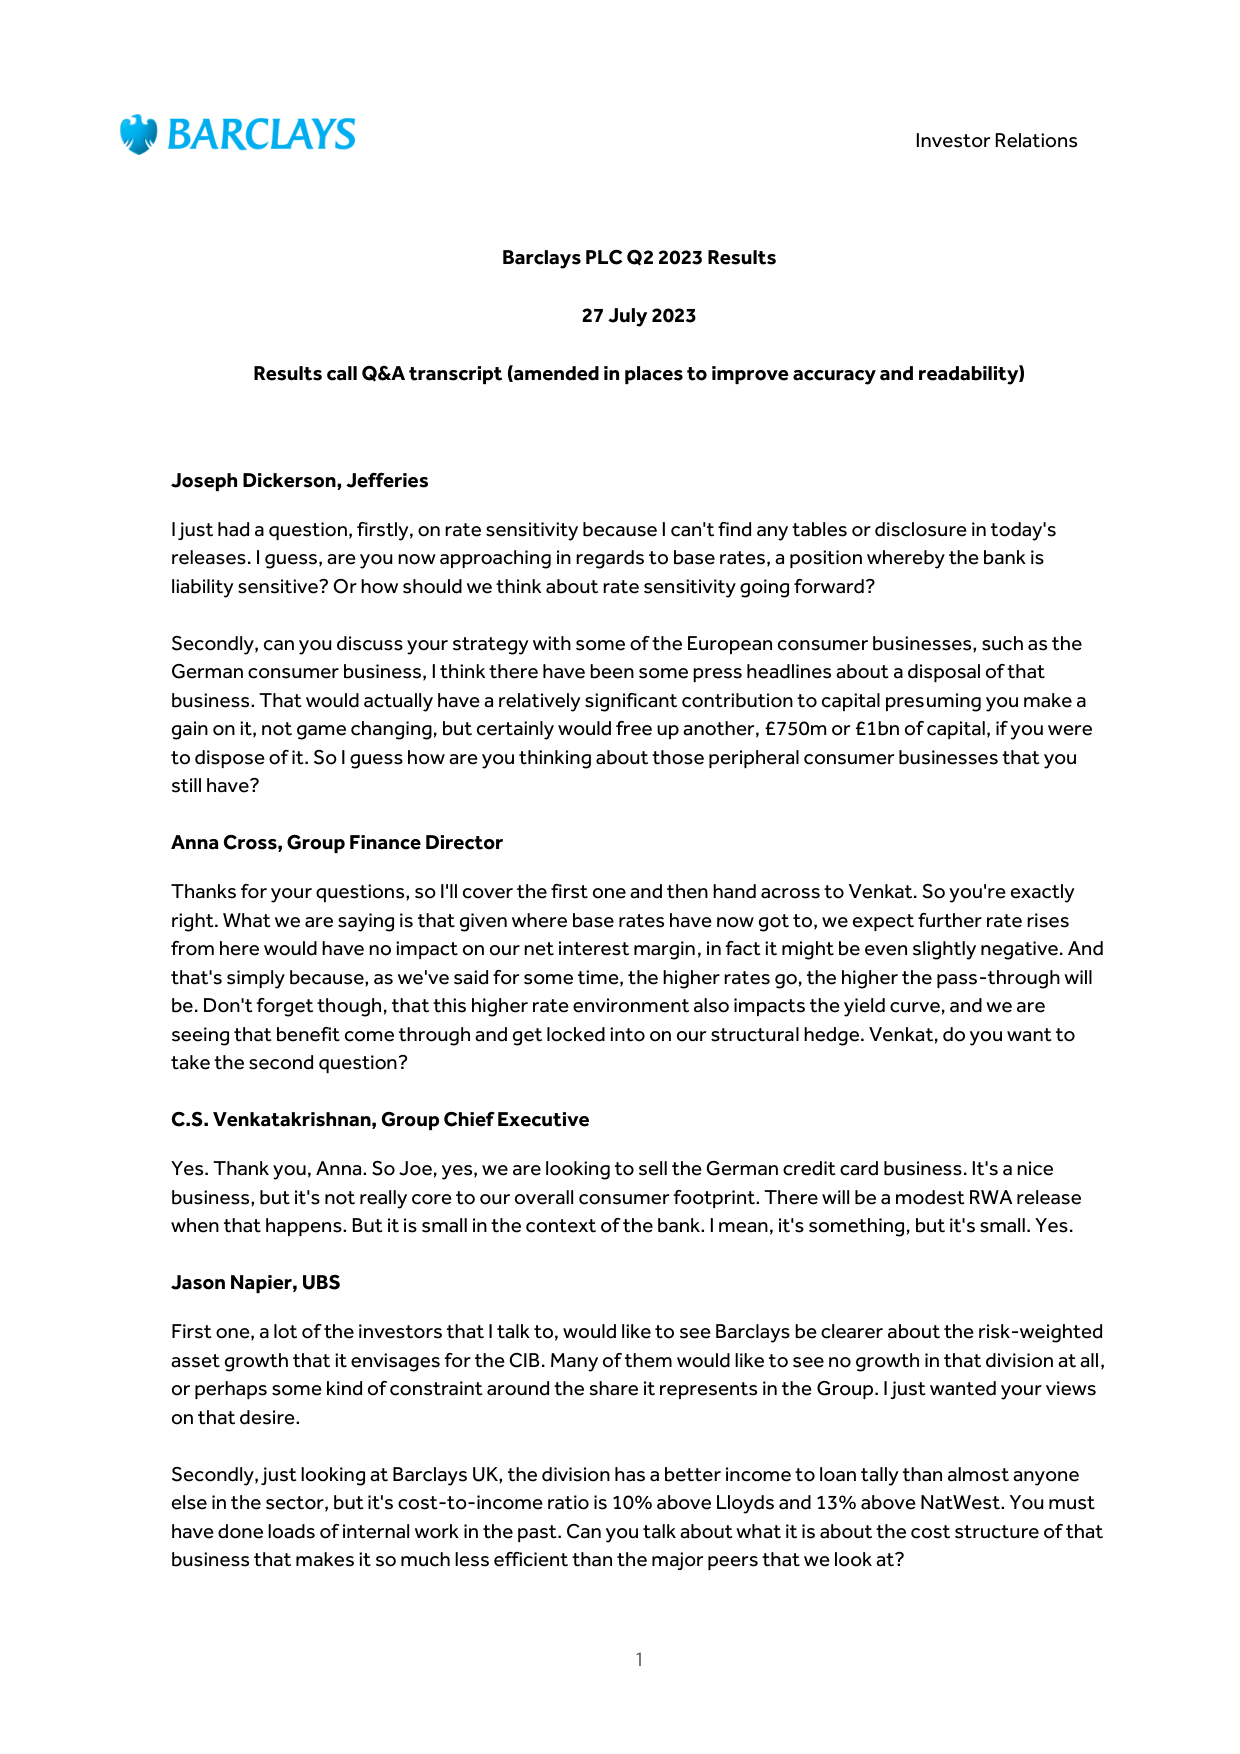 BARCLAYS
Investor Relations
Barclays PLC Q2 2023 Results
27 July 2023
Results call Q&A transcript (amended in places to improve accuracy and readability)
Joseph Dickerson, Jefferies
I just had a question, firstly, on rate sensitivity because I can't find any tables or disclosure in today's
releases. I guess, are you now approaching in regards to base rates, a position whereby the bank is
liability sensitive? Or how should we think about rate sensitivity going forward?
Secondly, can you discuss your strategy with some of the European consumer businesses, such as the
German consumer business, I think there have been some press headlines about a disposal of that
business. That would actually have a relatively significant contribution to capital presuming you make a
gain on it, not game changing, but certainly would free up another, £750m or £1bn of capital, if you were
to dispose of it. So I guess how are you thinking about those peripheral consumer businesses that you
still have?
Anna Cross, Group Finance Director
Thanks for your questions, so I'll cover the first one and then hand across to Venkat. So you're exactly
right. What we are saying is that given where base rates have now got to, we expect further rate rises
from here would have no impact on our net interest margin, in fact it might be even slightly negative. And
that's simply because, as we've said for some time, the higher rates go, the higher the pass-through will
be. Don't forget though, that this higher rate environment also impacts the yield curve, and we are
seeing that benefit come through and get locked into on our structural hedge. Venkat, do you want to
take the second question?
C.S. Venkatakrishnan, Group Chief Executive
Yes. Thank you, Anna. So Joe, yes, we are looking to sell the German credit card business. It's a nice
business, but it's not really core to our overall consumer footprint. There will be a modest RWA release
when that happens. But it is small in the context of the bank. I mean, it's something, but it's small. Yes.
Jason Napier, UBS
First one, a lot of the investors that I talk to, would like to see Barclays be clearer about the risk-weighted
asset growth that it envisages for the CIB. Many of them would like to see no growth in that division at all,
or perhaps some kind of constraint around the share it represents in the Group. I just wanted your views
on that desire.
Secondly, just looking at Barclays UK, the division has a better income to loan tally than almost anyone
else in the sector, but it's cost-to-income ratio is 10% above Lloyds and 13% above NatWest. You must
have done loads of internal work in the past. Can you talk about what it is about the cost structure of that
business that makes it so much less efficient than the major peers that we look at?
1